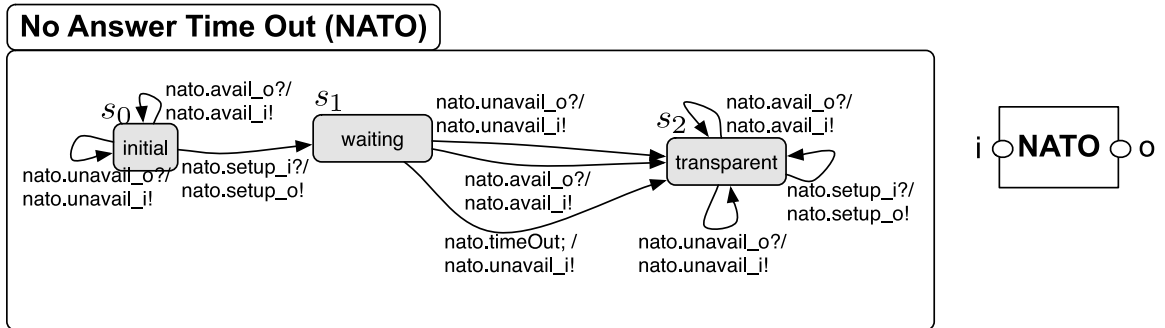 No Answer Time Out (NATO)
s0
nato.avail_o?/
nato.avail_i!
initial
nato.unavail_o?/
nato.unavail_i!
nato.setup_i?/
nato.setup_o!
s1
waiting
nato.unavail_o?/
nato.unavail_i!
nato.avail_o?/
nato.avail_i!
nato.timeOut; /
nato.unavail_i!
s2
transparent
nato.avail_o?/
nato.avail_i!
nato.setup_i?/
nato.setup_o!
nato.unavail_o?/
nato.unavail_i!
i NATO o